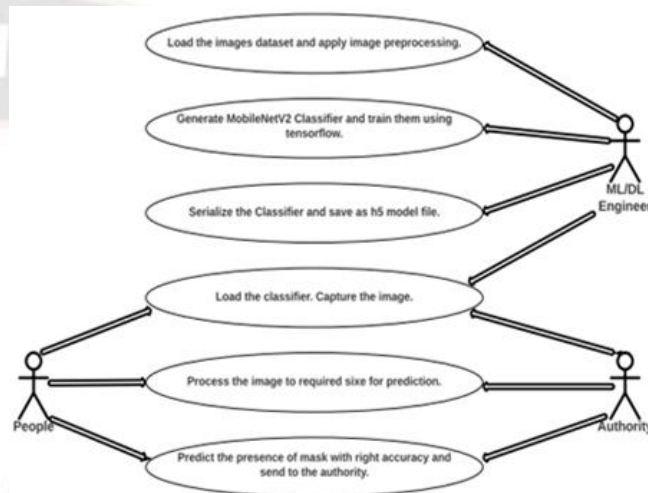 Load the images dataset and apply image preprocessing.
Generate MobileNetV2 Classifier and train them using
tensorflow.
ML/DL
Engineer
Serialize the Classifier and save as h5 model file.
Load the classifier. Capture the image.
Process the image to required sixe for prediction.
People
Authority
Predict the presence of mask with right accuracy and
send to the authority.